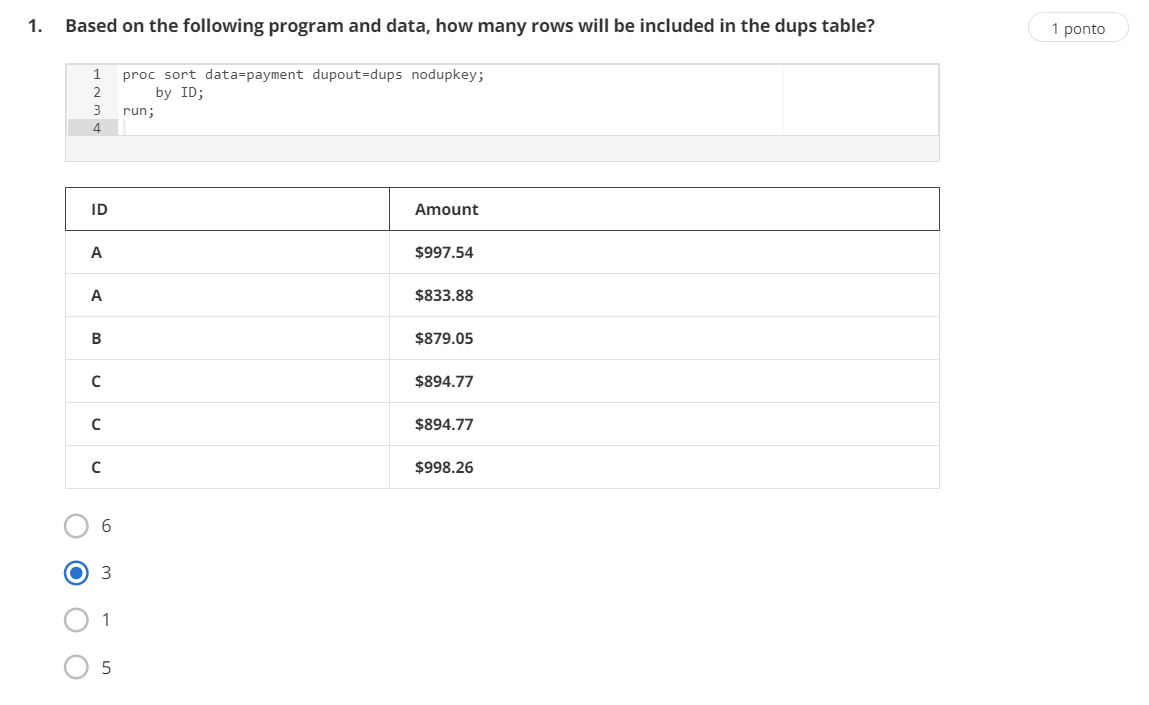 1. Based on the following program and data, how many rows will be included in the dups table?
1 ponto
1 proc sort data=payment dupout=dups nodupkey;
2     by ID;
3 run;
4
ID Amount
A $997.54
A $833.88
B $879.05
C $894.77
C $894.77
C $998.26
6
3
1
5